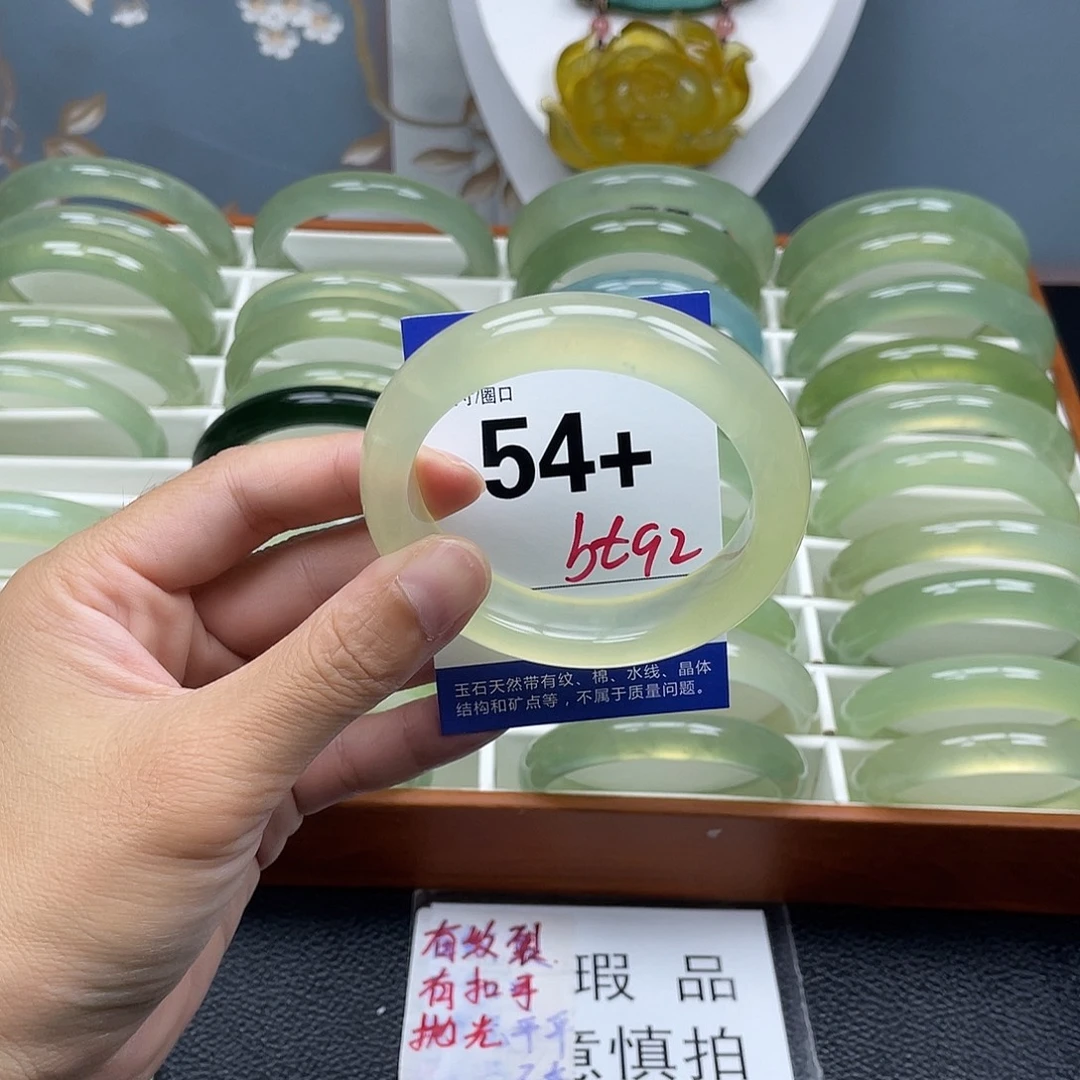 寸/圈口
54+
bt92
玉石天然带有纹、棉、水线、晶体
结构和矿点等，不属于质量问题。
有纹裂
有扣手
抛光
瑕 品
意慎拍